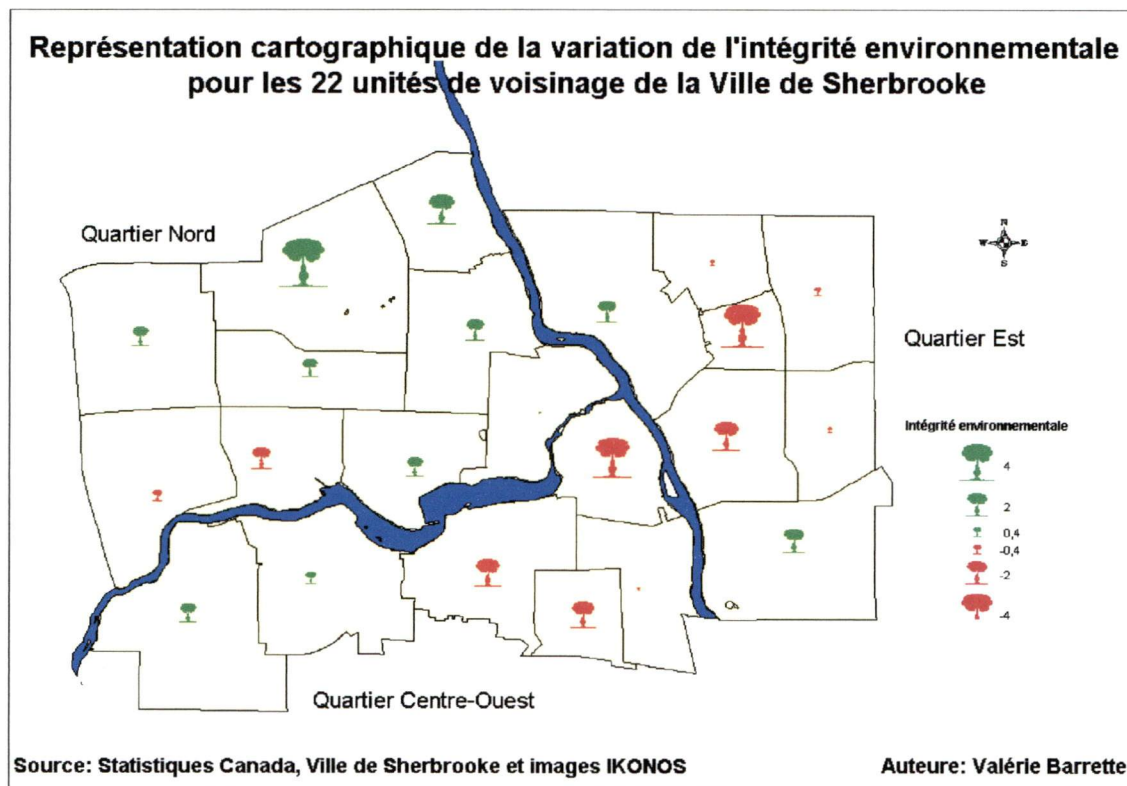 Représentation cartographique de la variation de l'intégrité environnementale
pour les 22 unités de voisinage de la Ville de Sherbrooke
Quartier Nord
N
W E
S
Quartier Est
Intégrité environnementale
4
2
0,4
-0,4
-2
-4
Quartier Centre-Ouest
Source: Statistiques Canada, Ville de Sherbrooke et images IKONOS
Auteure: Valérie Barrette